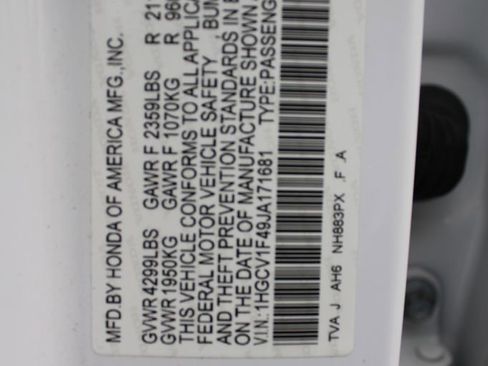 MFD.BY HONDA OF AMERICA MFG.,INC.
GVWR 4299LBS GAWR F 2359LBS R
GVWR 1950KG GAWR F 1070KG R
THIS VEHICLE CONFORMS TO ALL
FEDERAL MOTOR VEHICLE SAFETY
AND THEFT PREVENTION STANDARDS IN
ON THE DATE OF MANUFACTURE SHOWN
V.I.N.:1HGCV1F49JA171681 TYPE:
TVA J AH6 NH883PX .F .A